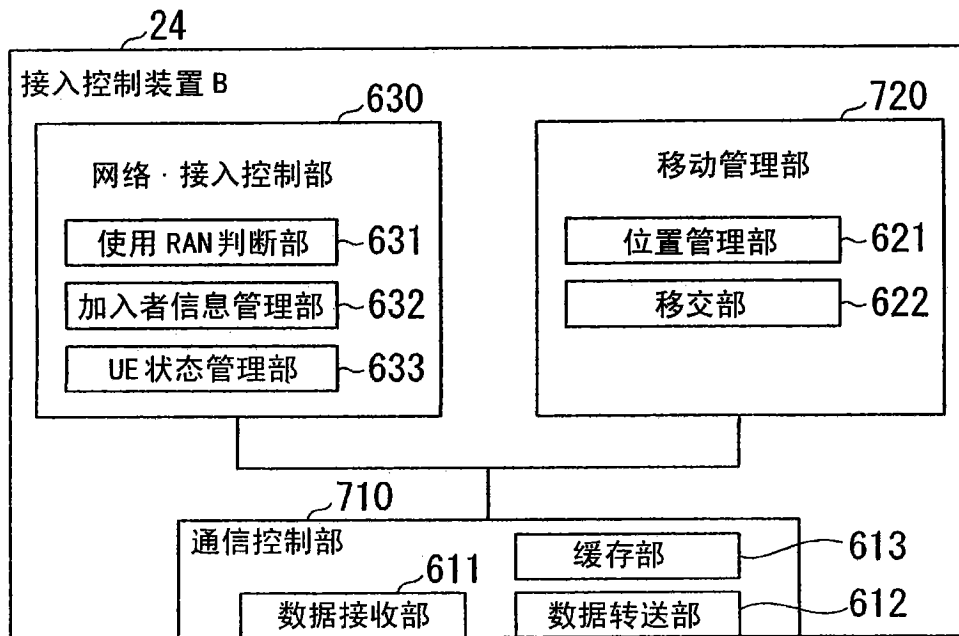 24
接入控制装置 B
630
网络·接入控制部
使用 RAN 判断部
631
加入者信息管理部
632
UE 状态管理部
633
720
移动管理部
位置管理部
621
移交部
622
710
通信控制部
缓存部
613
611
数据接收部
数据转送部
612